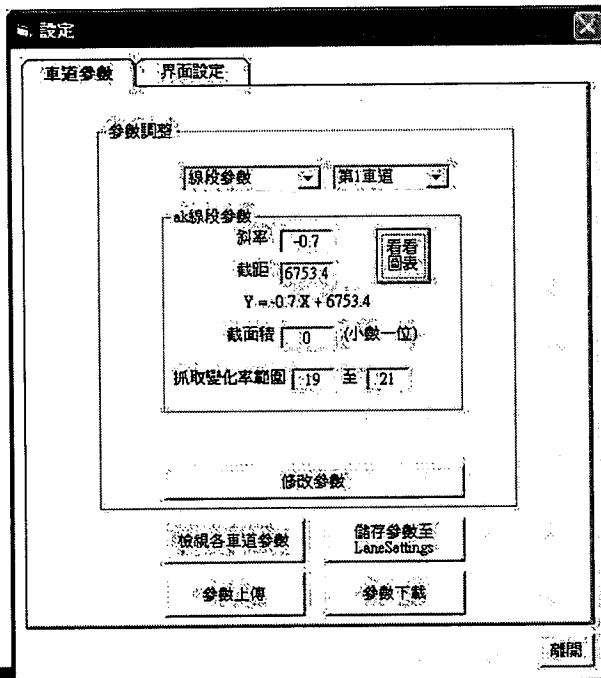 設定
車道參數 界面設定
參數調整
線段參數 第1車道
ak線段參數
斜率 -0.7
截距 6753.4
看看
圖表
Y = -0.7 X + 6753.4
截面積 0 (小數一位)
抓取變化率範圍 19 至 21
修改參數
檢視各車道參數
儲存參數至
LaneSettings
參數上傳 參數下載
離開